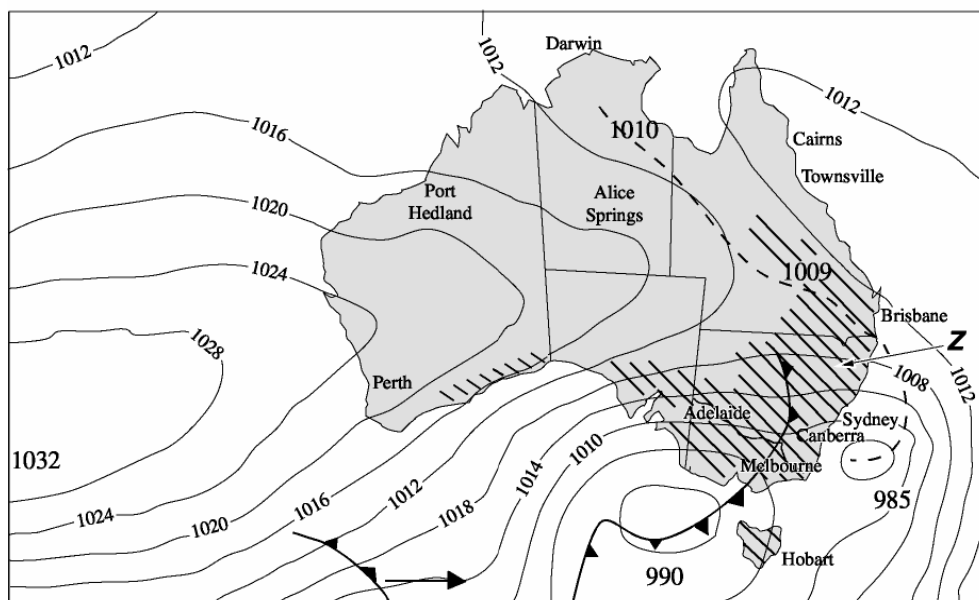 1012
1012
Darwin
1012
1016
1010
Cairns
Townsville
Port
Hedland
Alice
Springs
1020
1024
1009
Brisbane
Z
1028
1008
1012
Perth
Adelaide
Sydney
Canberra
Melbourne
1032
1010
1014
1012
1016
1018
1024
1020
985
990
Hobart